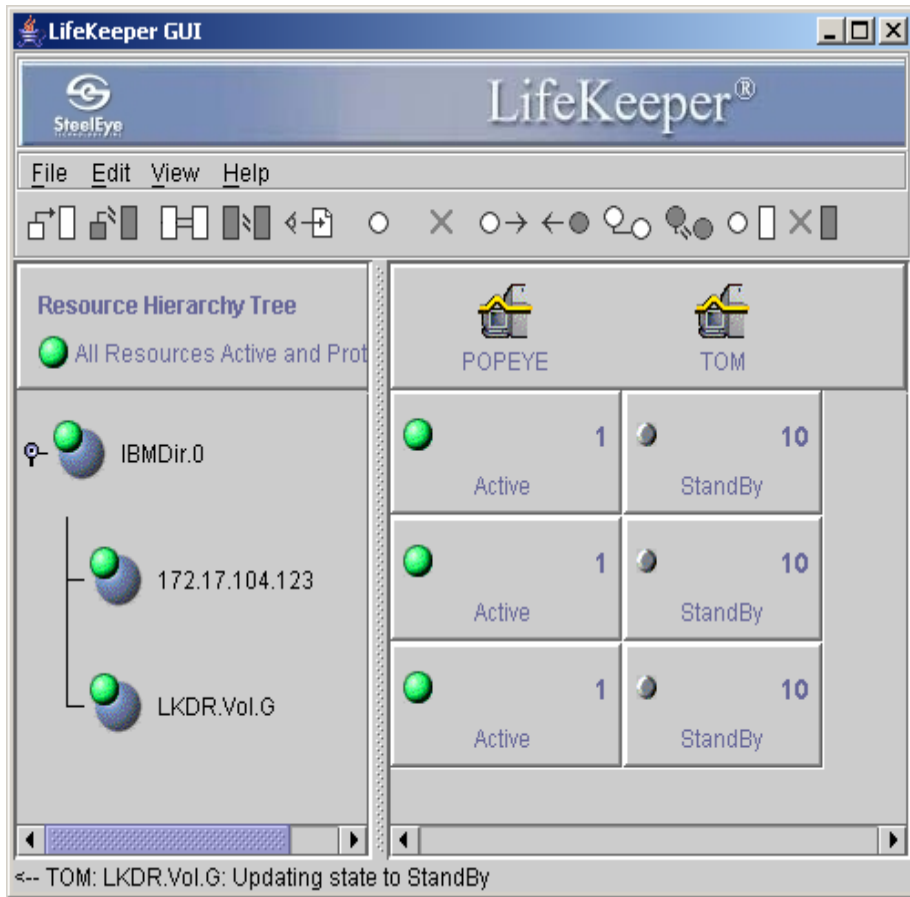 LifeKeeper GUI
SteelEye
LifeKeeper®
File Edit View Help
Resource Hierarchy Tree
All Resources Active and Prot
POPEYE
TOM
IBMDir.0
1
Active
10
StandBy
172.17.104.123
1
Active
10
StandBy
LKDR.Vol.G
1
Active
10
StandBy
<-- TOM: LKDR.Vol.G: Updating state to StandBy